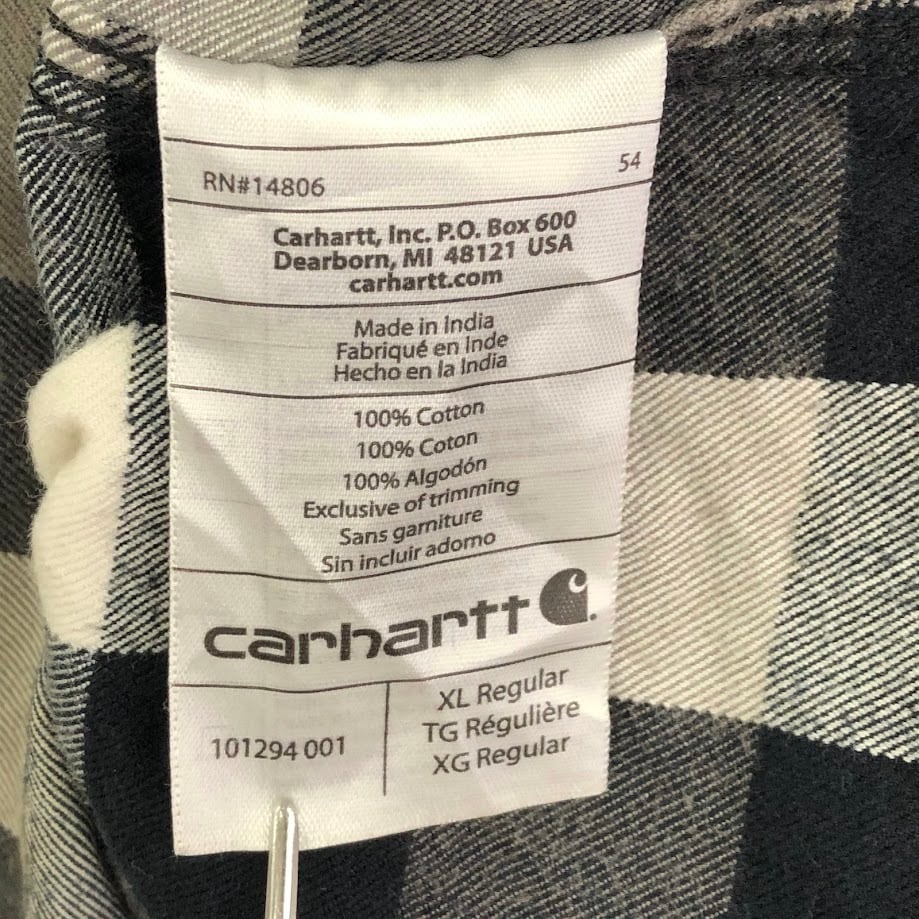 54
RN#14806
Carhartt, Inc. P.O. Box 600
Dearborn, MI 48121 USA
carhartt.com
Made in India
Fabriqué en Inde
Hecho en la India
100% Cotton
100% Coton
100% Algodón
Exclusive of trimming
Sans garniture
Sin incluir adorno
carhartt
XL Regular
TG Régulière
XG Regular
101294 001